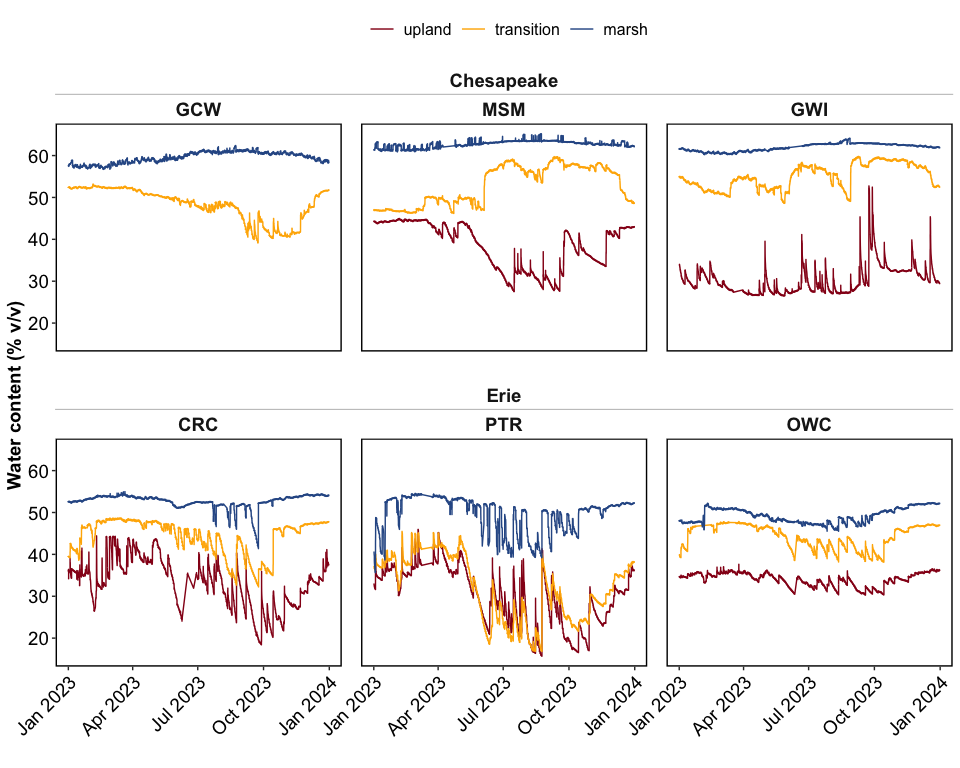 upland transition marsh
Chesapeake
GCW MSM GWI
60
50
40
30
20
Water content (% v/v)
Erie
CRC PTR OWC
60
50
40
30
20
Jan 2023 Apr 2023 Jul 2023 Oct 2023 Jan 2024 Jan 2023 Apr 2023 Jul 2023 Oct 2023 Jan 2024 Jan 2023 Apr 2023 Jul 2023 Oct 2023 Jan 2024